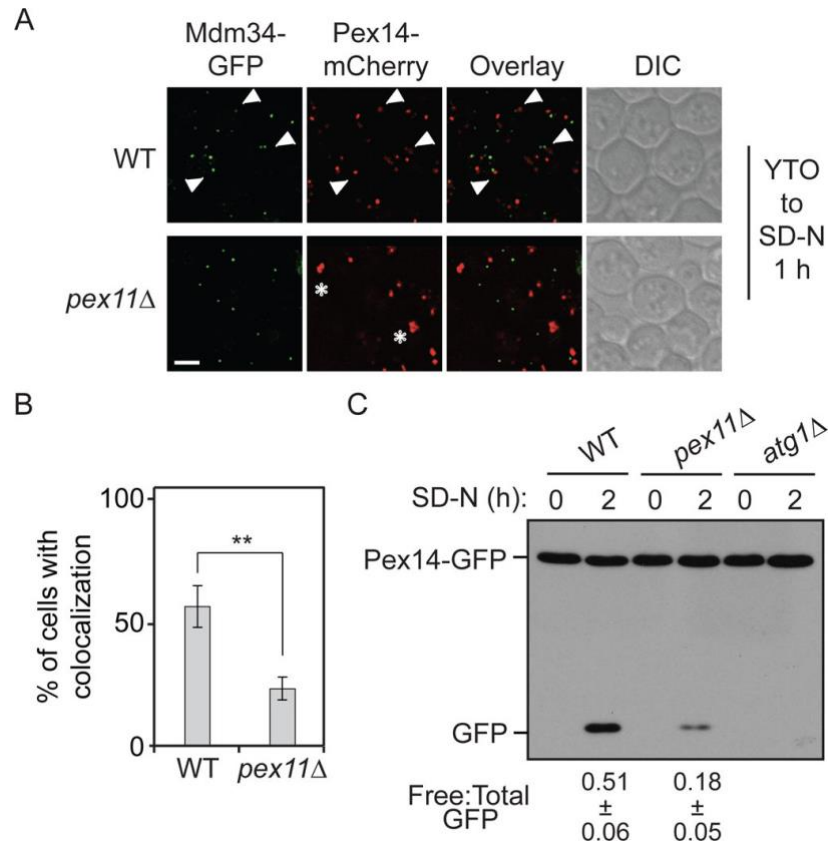 A
Mdm34-
GFP
Pex14-
mCherry
Overlay
DIC
WT
pex11Δ
YTO
to
SD-N
1 h
B
% of cells with
colocalization
100
50
0
**
WT
pex11Δ
C
WT
pex11Δ
atg1Δ
SD-N (h): 0 2 0 2 0 2
Pex14-GFP
GFP
Free:Total
GFP
0.51
±
0.06
0.18
±
0.05